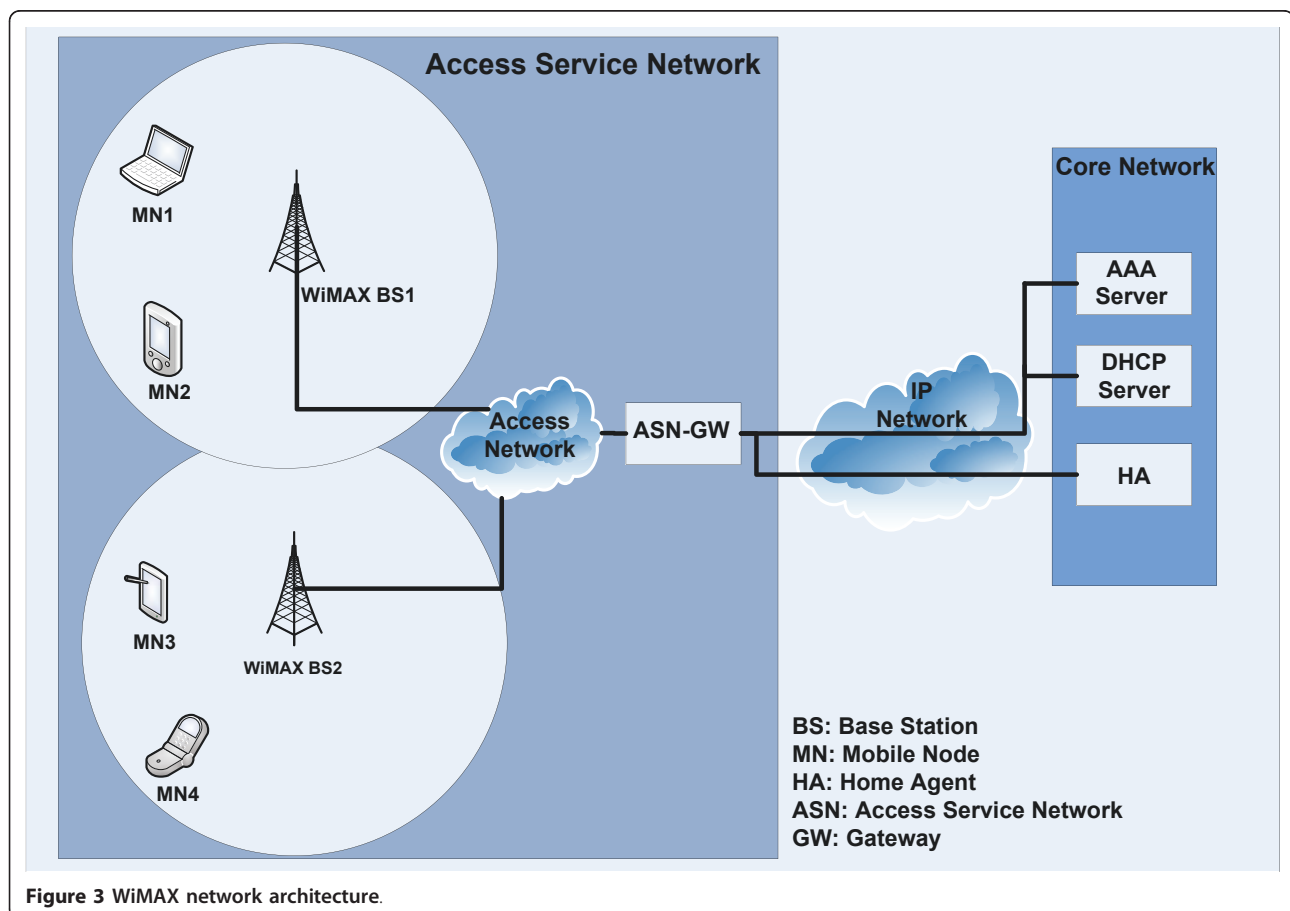 Access Service Network
MN1
WiMAX BS1
MN2
Access
Network
ASN-GW
IP
Network
Core Network
AAA
Server
DHCP
Server
HA
MN3
WiMAX BS2
MN4
BS: Base Station
MN: Mobile Node
HA: Home Agent
ASN: Access Service Network
GW: Gateway
Figure 3 WiMAX network architecture.